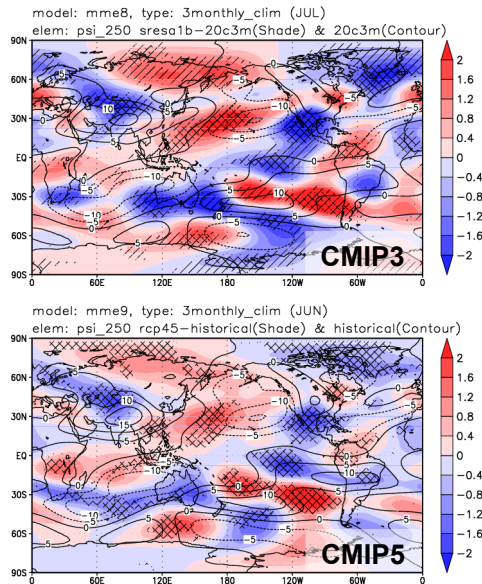 model: mme8, type: 3monthly_clim (JUL)
elem: psi_250 sresa1b-20c3m(Shade) & 20c3m(Contour)
90N
60N
30N
EQ
30S
60S
90S
0 60E 120E 180 120W 60W 0
2
1.6
1.2
0.8
0.4
0
-0.4
-0.8
-1.2
-1.6
-2
CMIP3
model: mme9, type: 3monthly_clim (JUN)
elem: psi_250 rcp45-historical(Shade) & historical(Contour)
90N
60N
30N
EQ
30S
60S
90S
0 60E 120E 180 120W 60W 0
2
1.6
1.2
0.8
0.4
0
-0.4
-0.8
-1.2
-1.6
-2
CMIP5